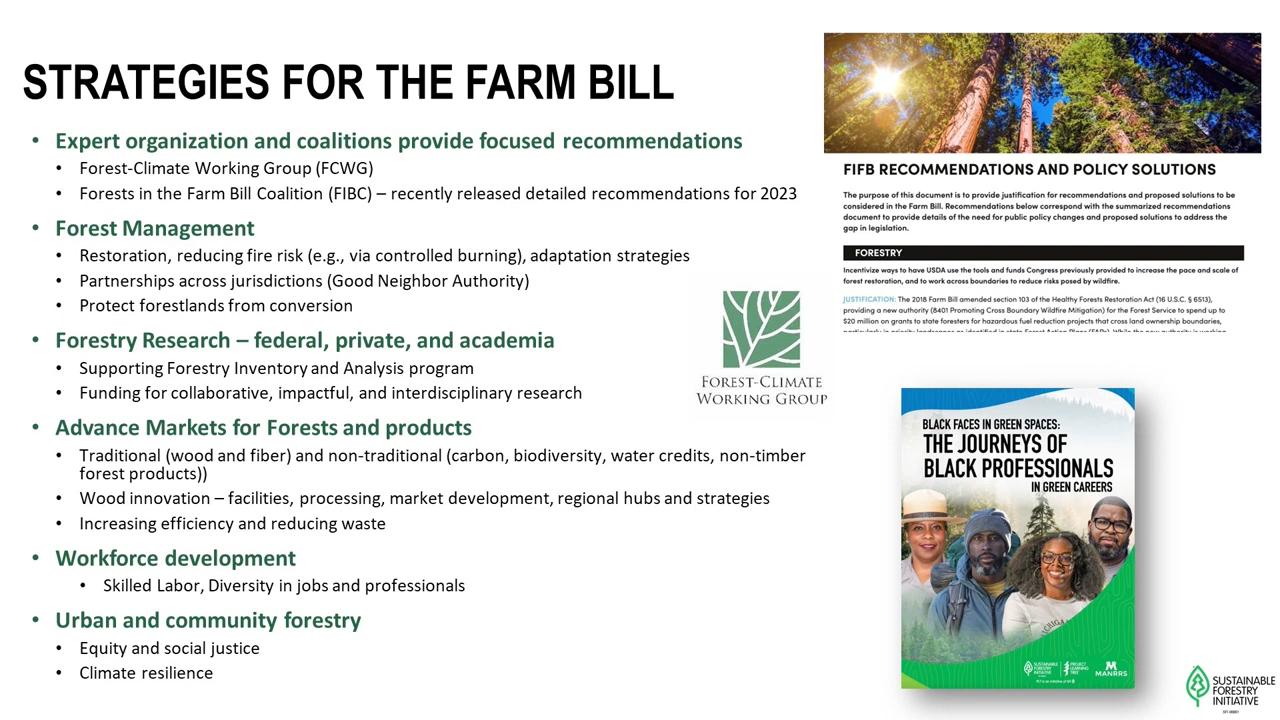 STRATEGIES FOR THE FARM BILL
• Expert organization and coalitions provide focused recommendations
• Forest-Climate Working Group (FCWG)
• Forests in the Farm Bill Coalition (FIBC) – recently released detailed recommendations for 2023
• Forest Management
• Restoration, reducing fire risk (e.g., via controlled burning), adaptation strategies
• Partnerships across jurisdictions (Good Neighbor Authority)
• Protect forestlands from conversion
• Forestry Research – federal, private, and academia
• Supporting Forestry Inventory and Analysis program
• Funding for collaborative, impactful, and interdisciplinary research
• Advance Markets for Forests and products
• Traditional (wood and fiber) and non-traditional (carbon, biodiversity, water credits, non-timber
forest products))
• Wood innovation – facilities, processing, market development, regional hubs and strategies
• Increasing efficiency and reducing waste
• Workforce development
• Skilled Labor, Diversity in jobs and professionals
• Urban and community forestry
• Equity and social justice
• Climate resilience
FIFB RECOMMENDATIONS AND POLICY SOLUTIONS
The purpose of this document is to provide justification for recommendations and proposed solutions to be
considered in the Farm Bill. Recommendations below correspond with the summarized recommendations
document to provide details of the need for public policy changes and proposed solutions to address the
gap in legislation.
FORESTRY
Incentivize ways to have USDA use the tools and funds Congress previously provided to increase the pace and scale of
forest restoration, and to work across boundaries to reduce risks posed by wildfire.
JUSTIFICATION: The 2018 Farm Bill amended section 103 of the Healthy Forests Restoration Act (16 U.S.C. § 6513),
providing a new authority (8401 Promoting Cross Boundary Wildfire Mitigation) for the Forest Service to spend up to
$20 million on grants to state foresters for hazardous fuel reduction projects that cross land ownership boundaries,
FOREST-CLIMATE
WORKING GROUP
BLACK FACES IN GREEN SPACES:
THE JOURNEYS OF
BLACK PROFESSIONALS
IN GREEN CAREERS
SUSTAINABLE
FORESTRY
INITIATIVE
PROJECT
LEARNING
TREE
MANRRS
SUSTAINABLE
FORESTRY
INITIATIVE